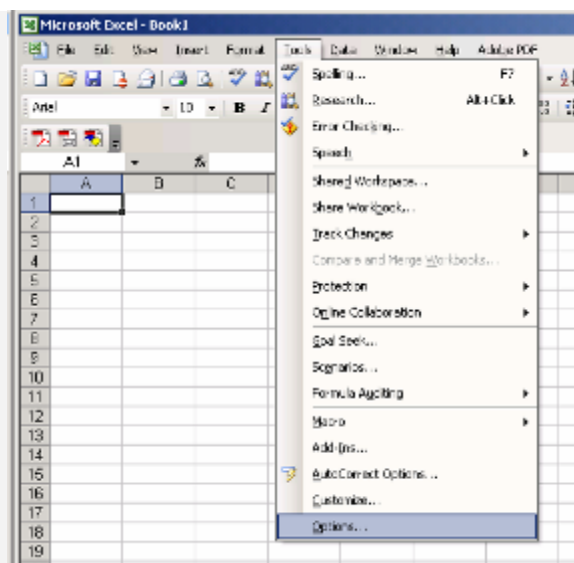 Microsoft Excel - Book1
File Edit View Insert Format Tools Data Window Help Adobe PDF
Arial 10 B I
A1 fx
A B C
1
2
3
4
5
6
7
8
9
10
11
12
13
14
15
16
17
18
19
Spelling... F7
Research... Alt+Click
Error Checking...
Speech
Shared Workspace...
Share Workbook...
Track Changes
Compare and Merge Workbooks...
Protection
Online Collaboration
Goal Seek...
Scenarios...
Formula Auditing
Macro
Add-Ins...
AutoCorrect Options...
Customize...
Options...